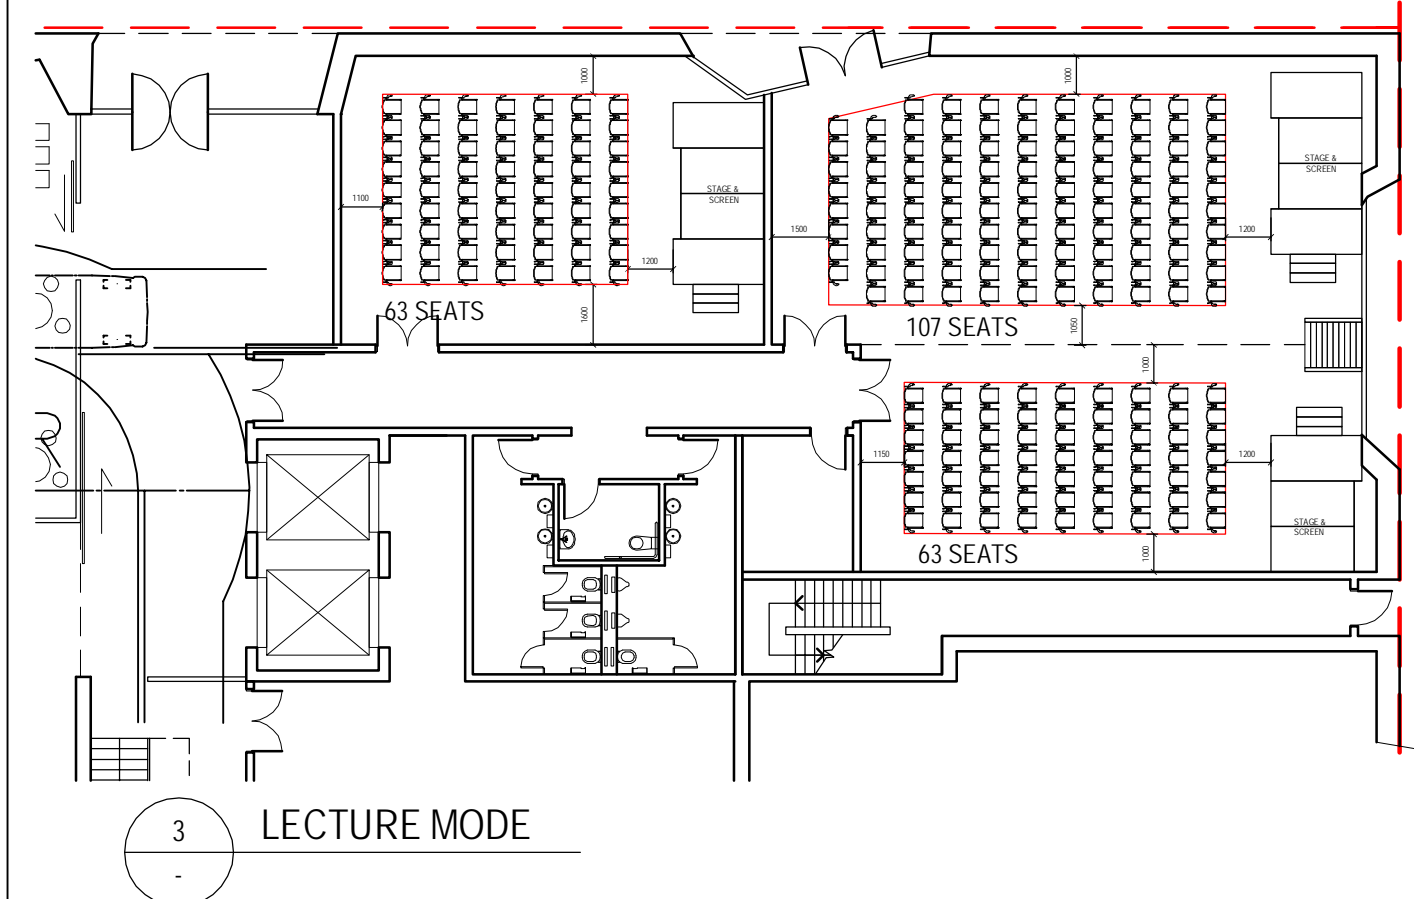 1000
1000
STAGE &
SCREEN
STAGE &
SCREEN
1100
1500
1200
1200
63 SEATS
1600
107 SEATS
1050
1000
1150
1200
STAGE &
SCREEN
63 SEATS
1000
3
LECTURE MODE
-